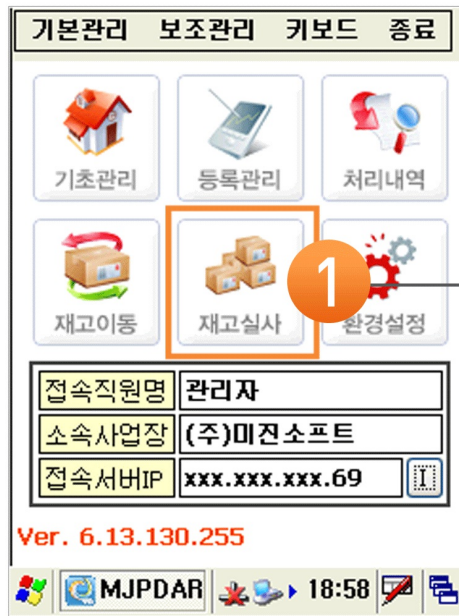 기본관리 보조관리 키보드 종료
기초관리 등록관리 처리내역
재고이동 재고실사 환경설정
1
접속직원명 관리자
소속사업장 (주)미진소프트
접속서버IP xxx.xxx.xxx.69
Ver. 6.13.130.255
MJPDAR 18:58